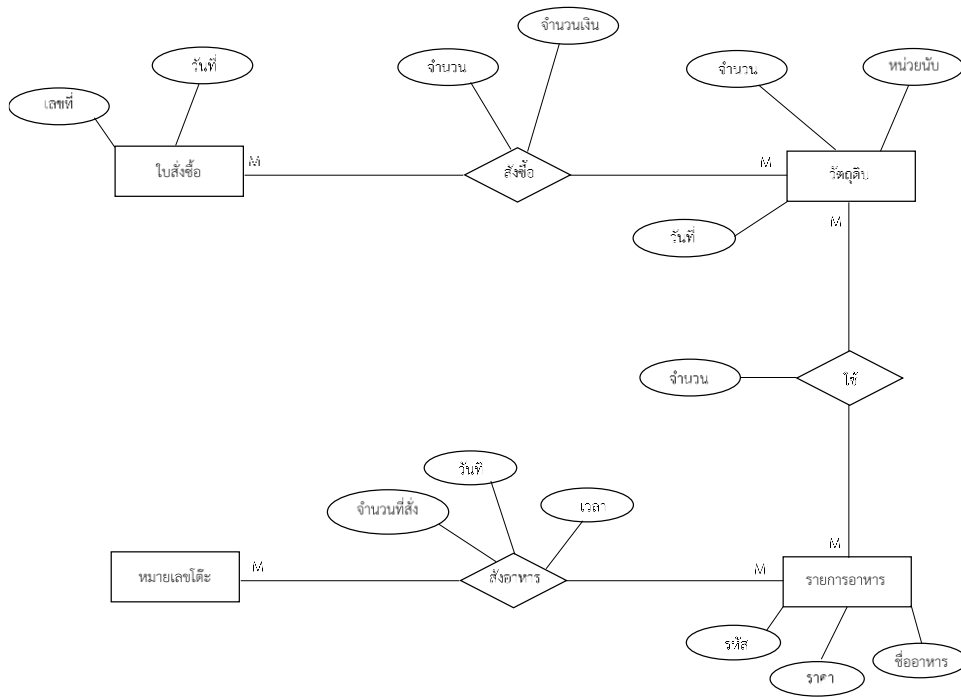 จำนวนเงิน
วันที่
จำนวน
จำนวน
หน่วยนับ
เลขที่
ใบสั่งซื้อ
M
สั่งซื้อ
M
วัตถุดิบ
วันที่
M
จำนวน
ใช้
วันที่
จำนวนที่สั่ง
เวลา
M
หมายเลขโต๊ะ
M
สั่งอาหาร
M
รายการอาหาร
รหัส
ราคา
ชื่ออาหาร